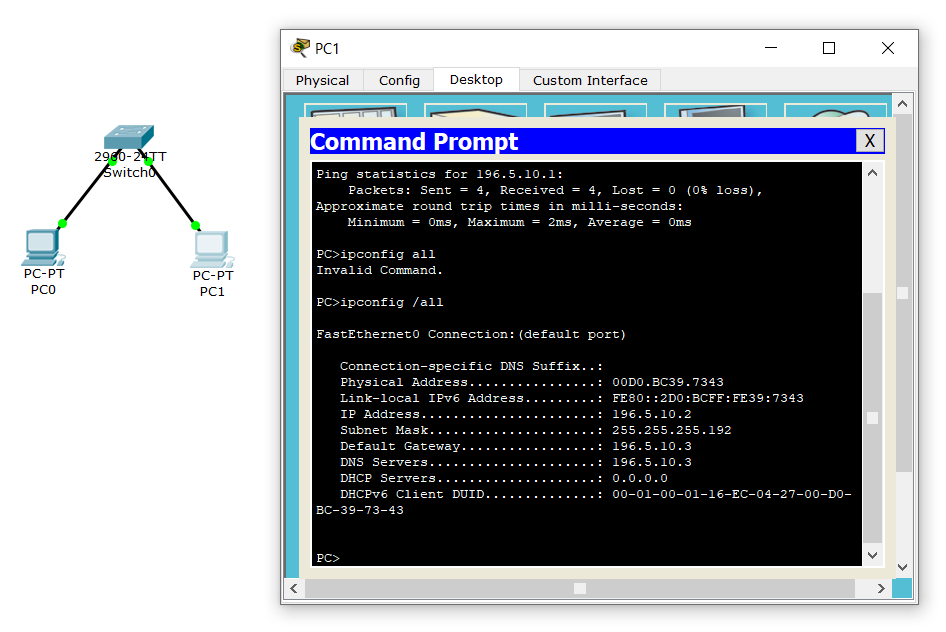 2960-24TT
Switch0
PC-PT
PC0
PC-PT
PC1
PC1
Physical Config Desktop Custom Interface
Command Prompt X
Ping statistics for 196.5.10.1:
    Packets: Sent = 4, Received = 4, Lost = 0 (0% loss),
Approximate round trip times in milli-seconds:
    Minimum = 0ms, Maximum = 2ms, Average = 0ms
PC>ipconfig all
Invalid Command.
PC>ipconfig /all
FastEthernet0 Connection:(default port)
   Connection-specific DNS Suffix..:
   Physical Address................: 00D0.BC39.7343
   Link-local IPv6 Address.........: FE80::2D0:BCFF:FE39:7343
   IP Address......................: 196.5.10.2
   Subnet Mask.....................: 255.255.255.192
   Default Gateway.................: 196.5.10.3
   DNS Servers.....................: 196.5.10.3
   DHCP Servers....................: 0.0.0.0
   DHCPv6 Client DUID..............: 00-01-00-01-16-EC-04-27-00-D0-
BC-39-73-43
PC>